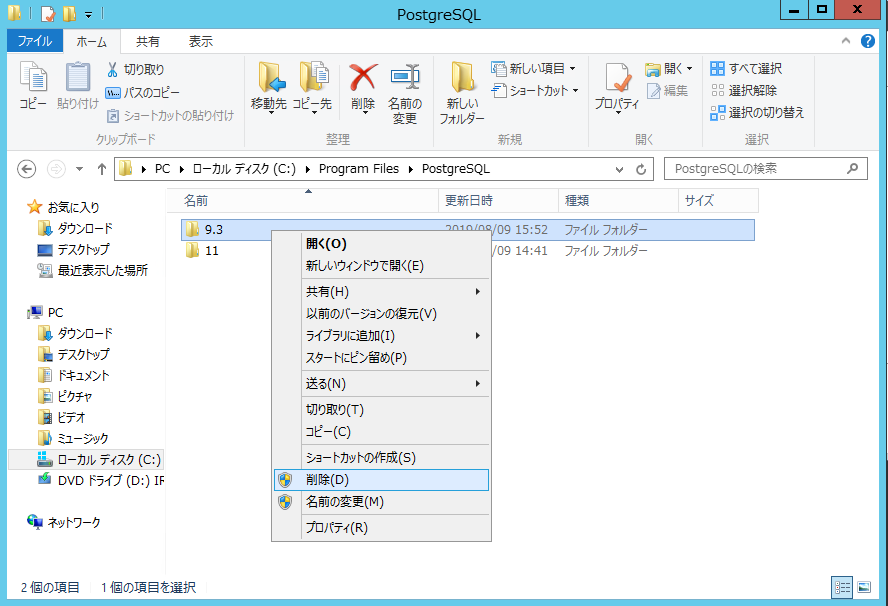 PostgreSQL
ファイル ホーム 共有 表示
コピー 貼り付け 切り取り パスのコピー ショートカットの貼り付け
クリップボード
移動先 コピー先 削除 名前の変更
整理
新しいフォルダー 新しい項目 ショートカット
新規
プロパティ 開く 編集
開く
すべて選択 選択解除 選択の切り替え
選択
PC ローカル ディスク (C:) Program Files PostgreSQL
PostgreSQLの検索
お気に入り
ダウンロード
デスクトップ
最近表示した場所
PC
ダウンロード
デスクトップ
ドキュメント
ピクチャ
ビデオ
ミュージック
ローカル ディスク (C:)
DVD ドライブ (D:) IR
ネットワーク
名前 更新日時 種類 サイズ
9.3 2019/08/09 15:52 ファイル フォルダー
11 /09 14:41 ファイル フォルダー
開く(O)
新しいウィンドウで開く(E)
共有(H)
以前のバージョンの復元(V)
ライブラリに追加(I)
スタートにピン留め(P)
送る(N)
切り取り(T)
コピー(C)
ショートカットの作成(S)
削除(D)
名前の変更(M)
プロパティ(R)
2 個の項目 1 個の項目を選択